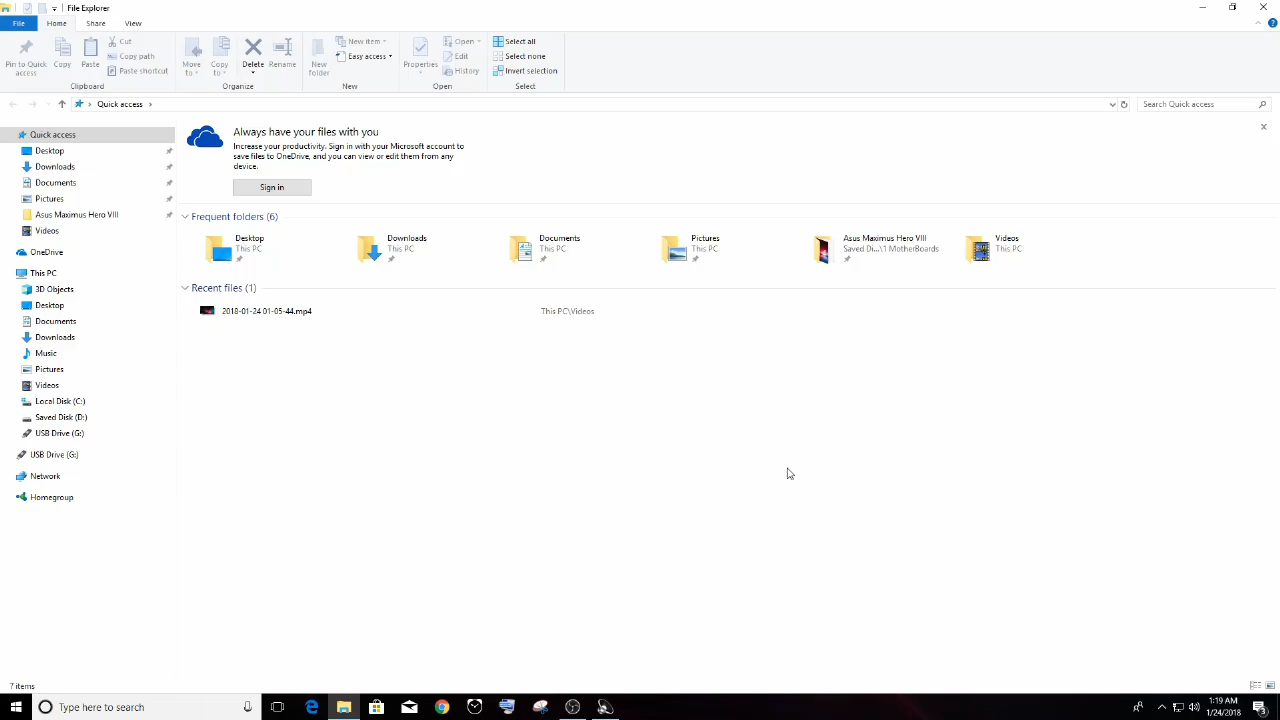 File Explorer
File Home Share View
Pin to Quick access
Copy
Paste
Cut
Copy path
Paste shortcut
Clipboard
Move to
Copy to
Delete
Rename
Organize
New folder
New item
Easy access
New
Properties
Open
Edit
History
Open
Select all
Select none
Invert selection
Select
Quick access
Search Quick access
Quick access
Desktop
Downloads
Documents
Pictures
Asus Maximus Hero VIII
Videos
OneDrive
This PC
3D Objects
Desktop
Documents
Downloads
Music
Pictures
Videos
Local Disk (C:)
Saved Disk (D:)
USB Drive (G:)
USB Drive (G:)
Network
Homegroup
Always have your files with you
Increase your productivity. Sign in with your Microsoft account to
save files to OneDrive, and you can view or edit them from any
device.
Sign in
Frequent folders (6)
Desktop
This PC
Downloads
This PC
Documents
This PC
Pictures
This PC
Asus Maximus Hero VIII
Saved Di...\1 MotherBoards
Videos
This PC
Recent files (1)
2018-01-24 01-05-44.mp4 This PC\Videos
7 items
Type here to search
1:19 AM
1/24/2018
3